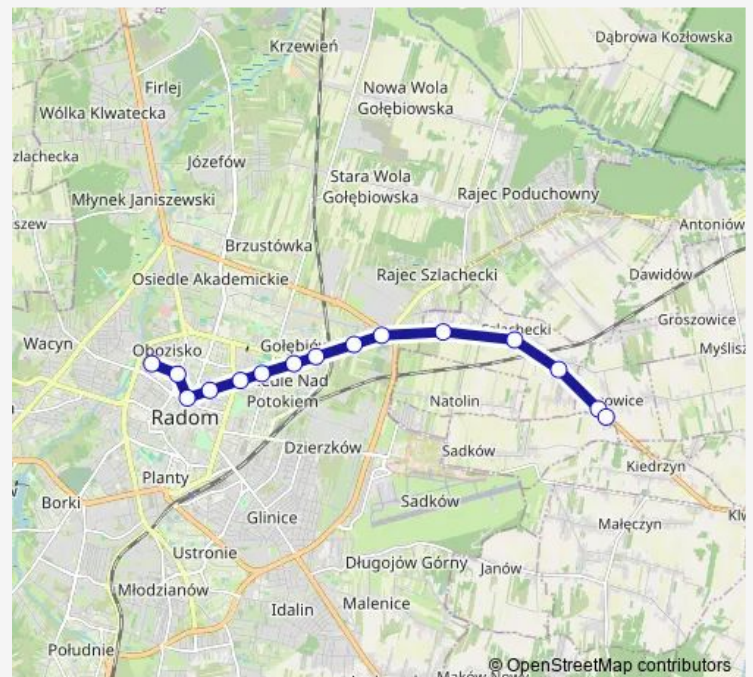 Krzewień
Dąbrowa Kozłowska
Firlej
Nowa Wola
Gołębiowska
Wólka Klwatecka
zlachecka
Józefów
Stara Wola
Gołębiowska
Rajec Poduchowny
Młynek Janiszewski
szew
Antoniów
Brzustówka
Osiedle Akademickie
Rajec Szlachecki
Dawidów
Groszowice
Wacyn
Obozisko
Myślisz
Radom
Potokiem
Natolin
Dzierzków
Sadków
Kiedrzyn
Planty
Borki
Sadków
Glinice
Małęczyn
Ustronie
Długojów Górny
Janów
Młodzianów
Idalin
Malenice
Południe
© OpenStreetMap contributors